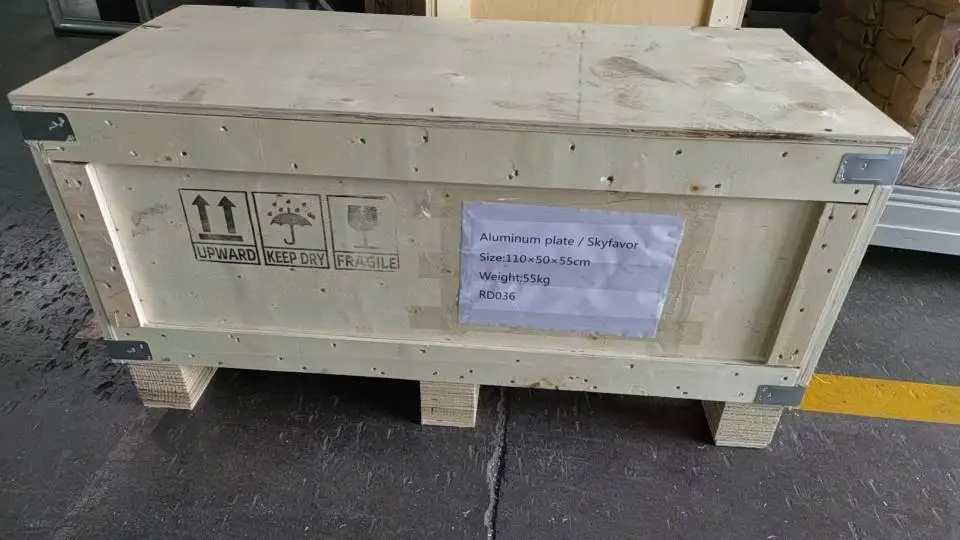 UPWARD
KEEP DRY
FRAGILE
Aluminum plate / Skyfavor
Size:110×50×55cm
Weight:55kg
RD036